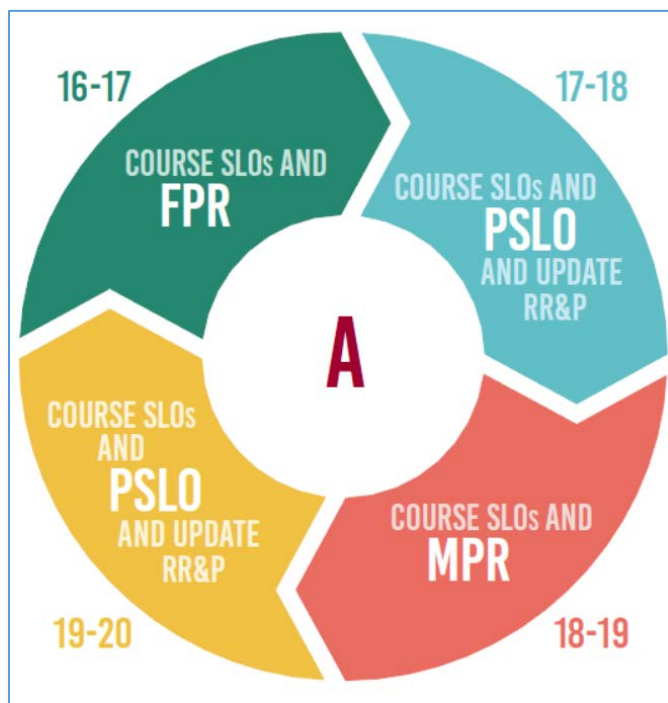 16-17
COURSE SLOs AND
FPR
17-18
COURSE SLOs AND
PSLO
AND UPDATE
RR&P
A
COURSE SLOs
AND
PSLO
AND UPDATE
RR&P
19-20
COURSE SLOs AND
MPR
18-19